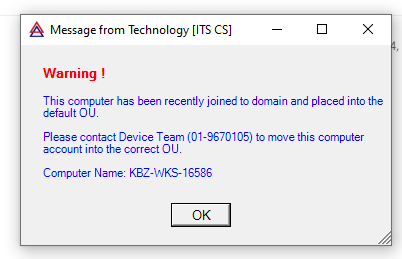 Message from Technology [ITS CS]
4,
Warning !
This computer has been recently joined to domain and placed into the
default OU.
Please contact Device Team (01-9670105) to move this computer
account into the correct OU.
Computer Name: KBZ-WKS-16586
OK